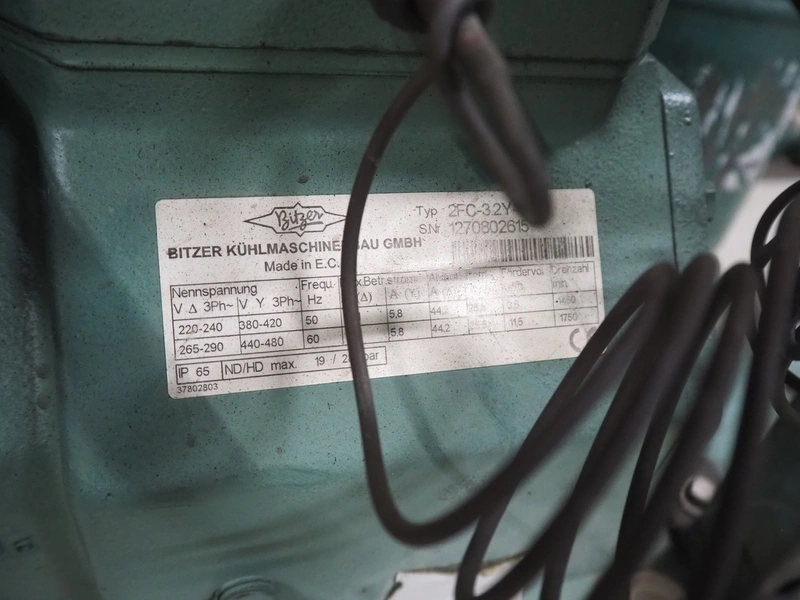 Bitzer
Typ 2FC-3.2Y
S.Nr 1270802615
BITZER KÜHLMASCHINENBAU GMBH
Made in E.C.
Nennspannung Frequ.
V Δ 3Ph~ V Y 3Ph~ Hz (Δ) A (Y)
220-240 380-420 50 5,8 44,2
265-290 440-480 60 5,8 44,2 11.5 1750
IP 65 ND/HD max. 19 / bar
37802803